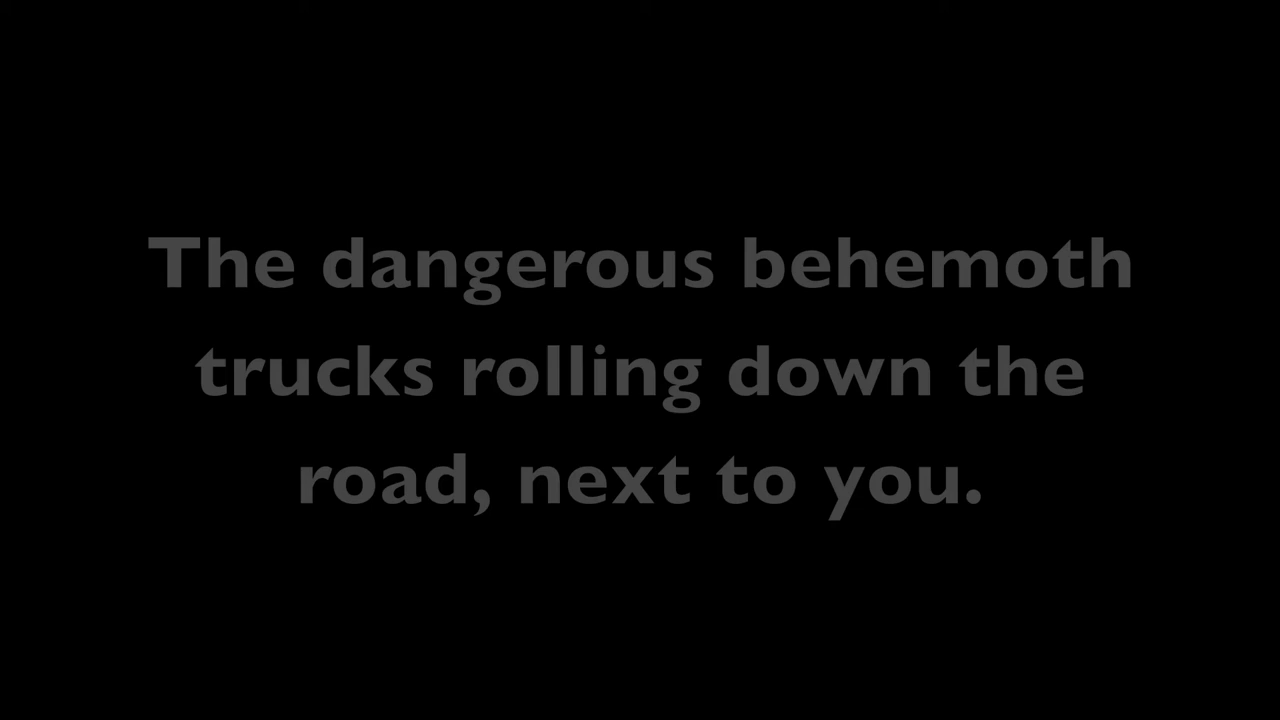 The dangerous behemoth
trucks rolling down the
road, next to you.